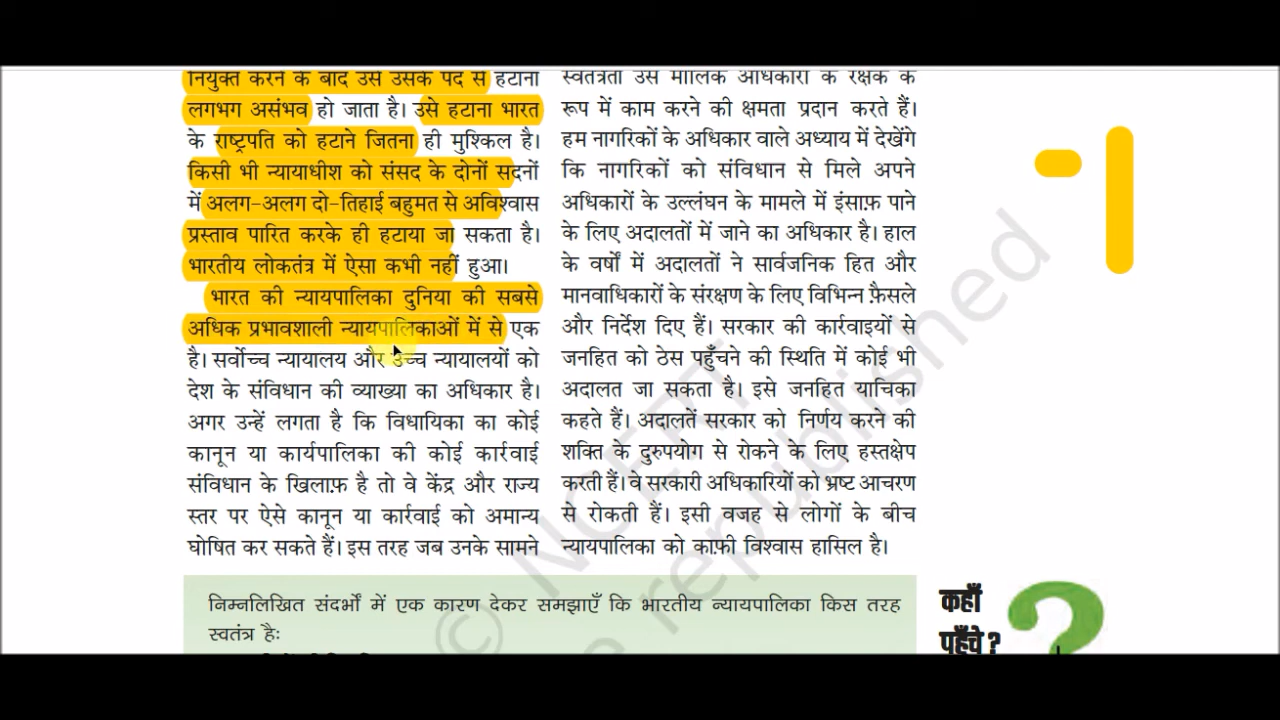 नियुक्त करने के बाद उसे उसके पद से हटाना
लगभग असंभव हो जाता है। उसे हटाना भारत
के राष्ट्रपति को हटाने जितना ही मुश्किल है।
किसी भी न्यायाधीश को संसद के दोनों सदनों
में अलग-अलग दो-तिहाई बहुमत से अविश्वास
प्रस्ताव पारित करके ही हटाया जा सकता है।
भारतीय लोकतंत्र में ऐसा कभी नहीं हुआ।
भारत की न्यायपालिका दुनिया की सबसे
अधिक प्रभावशाली न्यायपालिकाओं में से एक
है। सर्वोच्च न्यायालय और उच्च न्यायालयों को
देश के संविधान की व्याख्या का अधिकार है।
अगर उन्हें लगता है कि विधायिका का कोई
कानून या कार्यपालिका की कोई कार्रवाई
संविधान के खिलाफ़ है तो वे केंद्र और राज्य
स्तर पर ऐसे कानून या कार्रवाई को अमान्य
घोषित कर सकते हैं। इस तरह जब उनके सामने
स्वतंत्रता उसे मौलिक अधिकारों के रक्षक के
रूप में काम करने की क्षमता प्रदान करते हैं।
हम नागरिकों के अधिकार वाले अध्याय में देखेंगे
कि नागरिकों को संविधान से मिले अपने
अधिकारों के उल्लंघन के मामले में इंसाफ़ पाने
के लिए अदालतों में जाने का अधिकार है। हाल
के वर्षों में अदालतों ने सार्वजनिक हित और
मानवाधिकारों के संरक्षण के लिए विभिन्न फ़ैसले
और निर्देश दिए हैं। सरकार की कार्रवाइयों से
जनहित को ठेस पहुँचने की स्थिति में कोई भी
अदालत जा सकता है। इसे जनहित याचिका
कहते हैं। अदालतें सरकार को निर्णय करने की
शक्ति के दुरुपयोग से रोकने के लिए हस्तक्षेप
करती हैं। वे सरकारी अधिकारियों को भ्रष्ट आचरण
से रोकती हैं। इसी वजह से लोगों के बीच
न्यायपालिका को काफ़ी विश्वास हासिल है।
© NCERT
republished
निम्नलिखित संदर्भों में एक कारण देकर समझाएँ कि भारतीय न्यायपालिका किस तरह
स्वतंत्र है:
कहाँ
पहुँचे ?